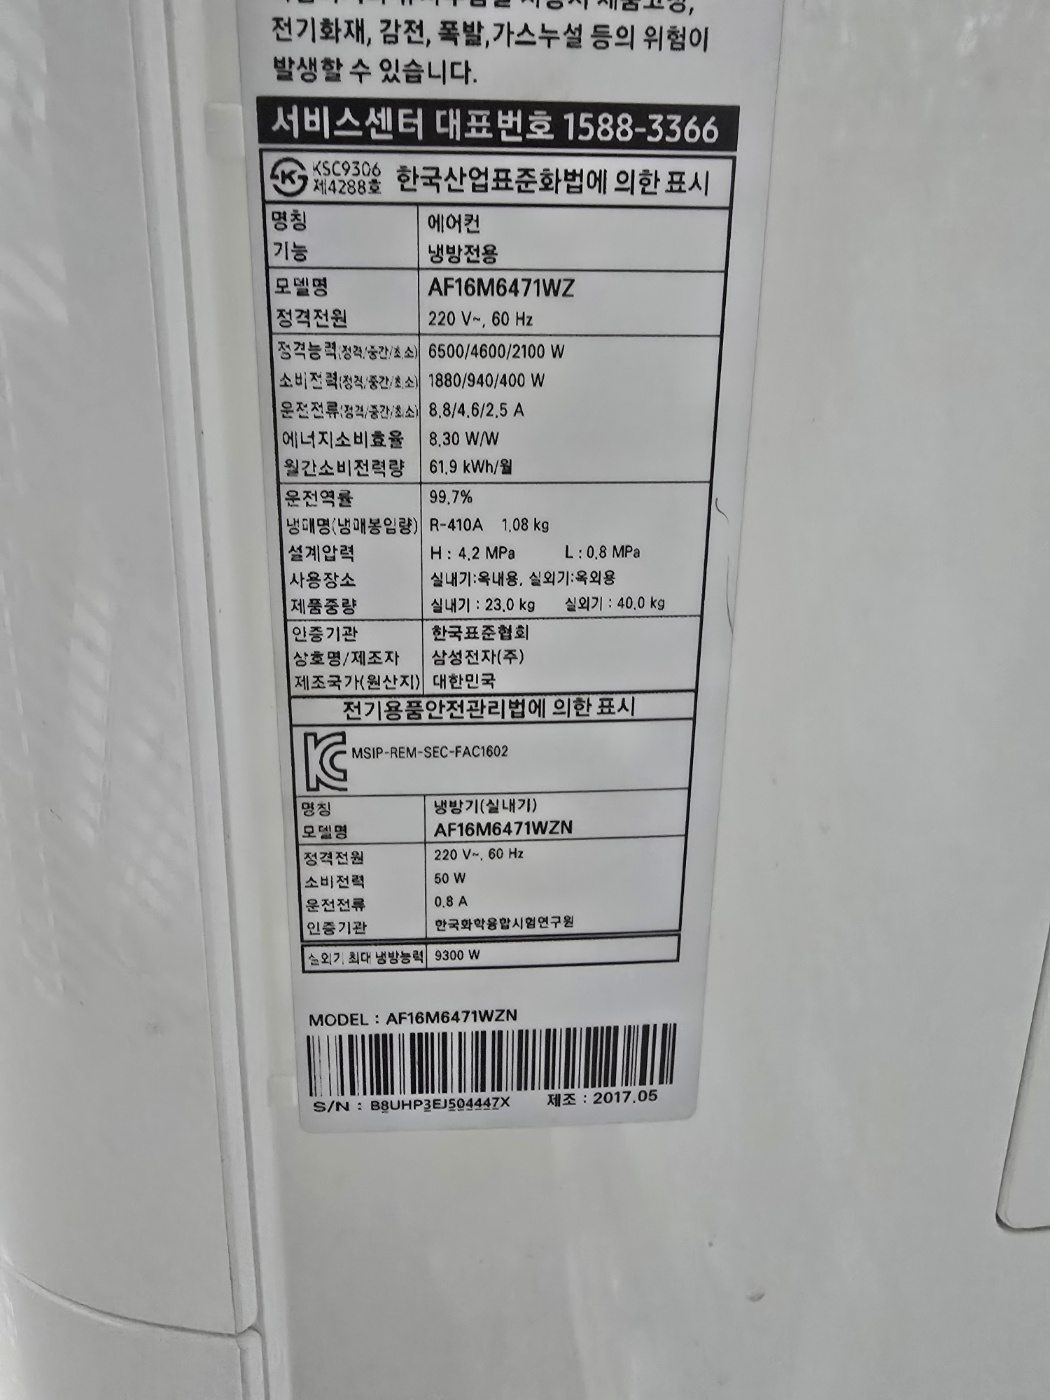 전기화재, 감전, 폭발,가스누설 등의 위험이
발생할 수 있습니다.
서비스센터 대표번호 1588-3366
KSC9306
제4288호 한국산업표준화법에 의한 표시
명칭 에어컨
기능 냉방전용
모델명 AF16M6471WZ
정격전원 220 V~, 60 Hz
정격능력(정격/중간/최소) 6500/4600/2100 W
소비전력(정격/중간/최소) 1880/940/400 W
운전전류(정격/중간/최소) 8.8/4.6/2.5 A
에너지소비효율 8.30 W/W
월간소비전력량 61.9 kWh/월
운전역률 99.7%
냉매명(냉매봉입량) R-410A 1.08 kg
설계압력 H : 4.2 MPa L : 0.8 MPa
사용장소 실내기:옥내용, 실외기:옥외용
제품중량 실내기 : 23.0 kg 실외기 : 40.0 kg
인증기관 한국표준협회
상호명/제조자 삼성전자(주)
제조국가(원산지) 대한민국
전기용품안전관리법에 의한 표시
MSIP-REM-SEC-FAC1602
명칭 냉방기(실내기)
모델명 AF16M6471WZN
정격전원 220 V~, 60 Hz
소비전력 50 W
운전전류 0.8 A
인증기관 한국화학융합시험연구원
실외기 최대 냉방능력 9300 W
MODEL : AF16M6471WZN
S/N : B8UHP3EJ504447X 제조 : 2017.05